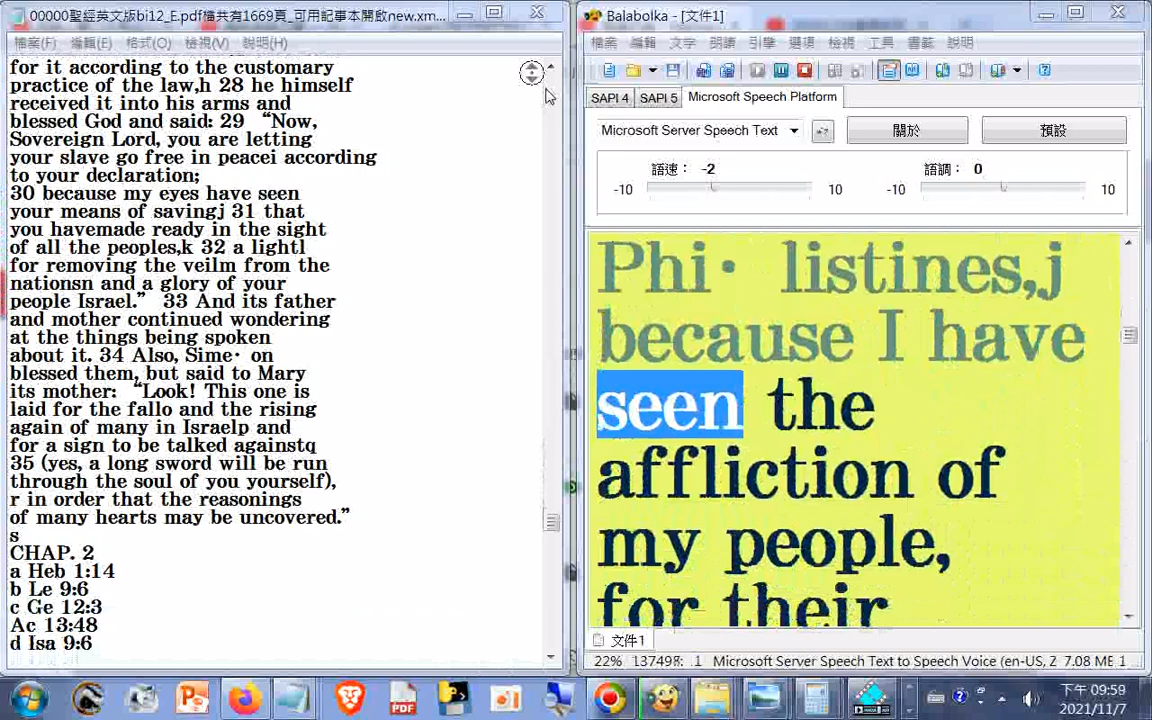 00000聖經英文版bi12_E.pdf檔共有1669頁_可用記事本開啟new.xm...
檔案(F) 編輯(E) 格式(O) 檢視(V) 說明(H)
for it according to the customary
practice of the law,h 28 he himself
received it into his arms and
blessed God and said: 29 “Now,
Sovereign Lord, you are letting
your slave go free in peacei according
to your declaration;
30 because my eyes have seen
your means of savingj 31 that
you havemade ready in the sight
of all the peoples,k 32 a lightl
for removing the veilm from the
nationsn and a glory of your
people Israel.” 33 And its father
and mother continued wondering
at the things being spoken
about it. 34 Also, Sime· on
blessed them, but said to Mary
its mother: “Look! This one is
laid for the fallo and the rising
again of many in Israelp and
for a sign to be talked againstq
35 (yes, a long sword will be run
through the soul of you yourself),
r in order that the reasonings
of many hearts may be uncovered.”
s
CHAP. 2
a Heb 1:14
b Le 9:6
c Ge 12:3
Ac 13:48
d Isa 9:6
Balabolka - [文件1]
檔案 編輯 文字 朗讀 引擎 選項 檢視 工具 書籤 說明
SAPI 4 SAPI 5 Microsoft Speech Platform
Microsoft Server Speech Text 關於 預設
語速： -2 語調： 0
-10 10 -10 10
Phi· listines,j
because I have
seen the
affliction of
my people,
for their
文件1
22% Microsoft Server Speech Text to Speech Voice (en-US, Z 7.08 ME 1
PDF
下午 09:59
2021/11/7